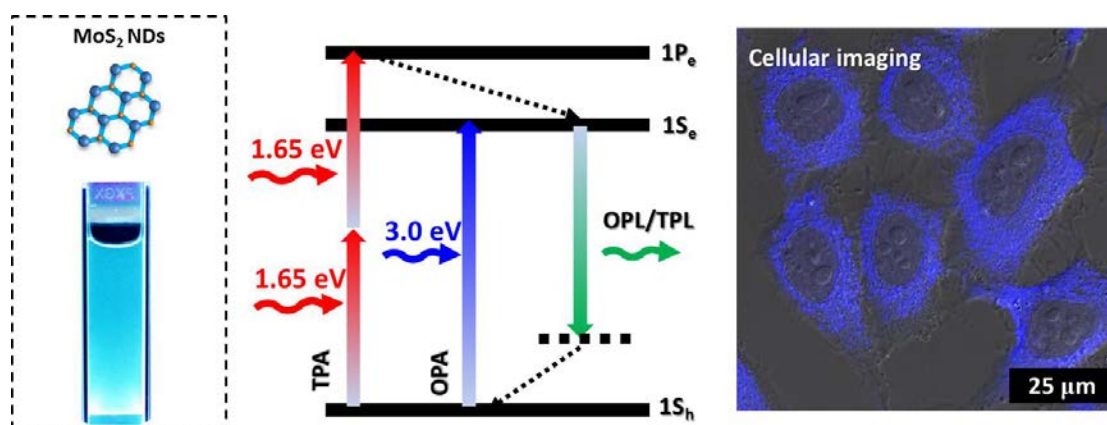 MoS₂ NDs
1.65 eV
1.65 eV
3.0 eV
TPA
OPA
OPL/TPL
1Pₑ
1Sₑ
1Sₕ
Cellular imaging
25 μm